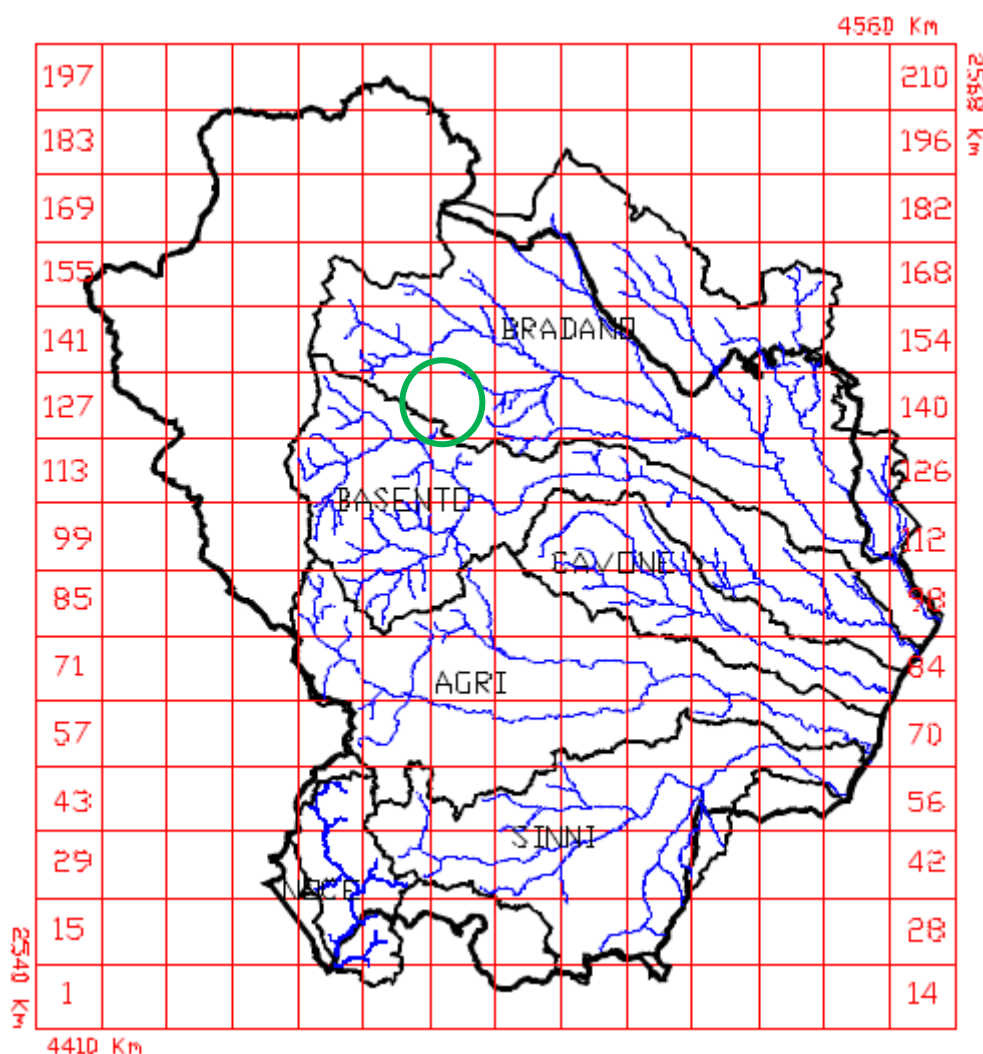 4560 Km
197 210
2568 Km
183 196
169 182
155 168
BRADANO
141 154
127 140
113 126
BASENTO
99 112
CAVONE
85 98
71 84
AGRI
57 70
43 56
SINNI
29 42
NOCE
15 28
2540 Km
1 14
4410 Km